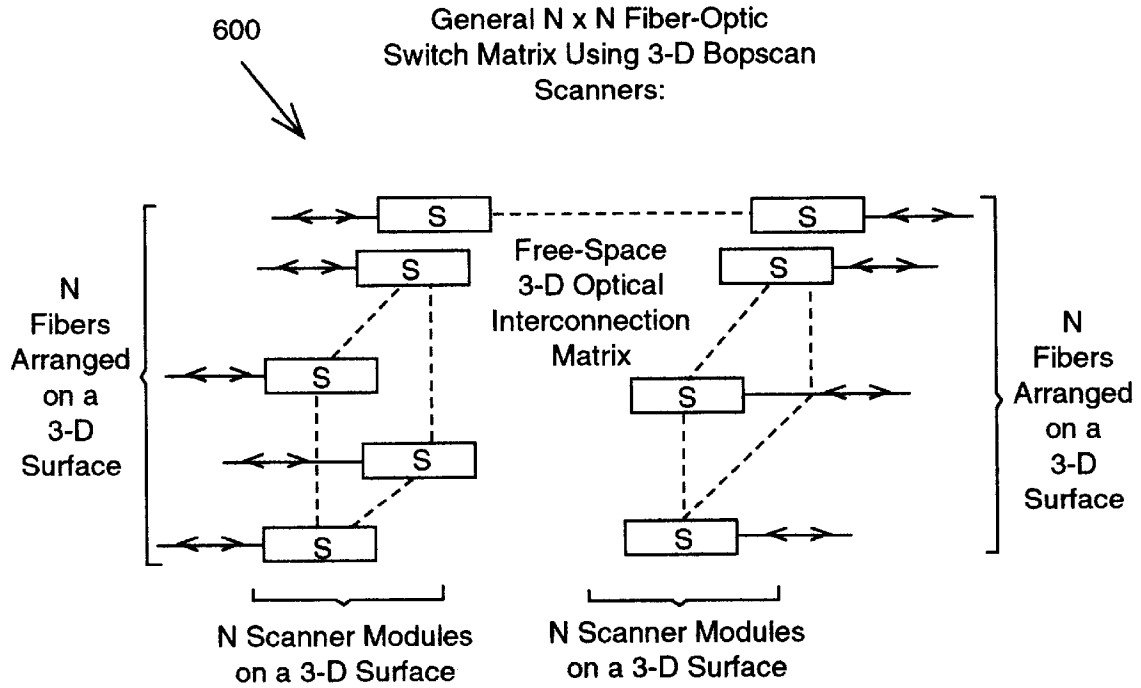 600
General N x N Fiber-Optic
Switch Matrix Using 3-D Bopscan
Scanners:
S
S
S
S
Free-Space
3-D Optical
Interconnection
Matrix
N
Fibers
Arranged
on a
3-D
Surface
N
Fibers
Arranged
on a
3-D
Surface
S
S
S
S
S
N Scanner Modules
on a 3-D Surface
N Scanner Modules
on a 3-D Surface